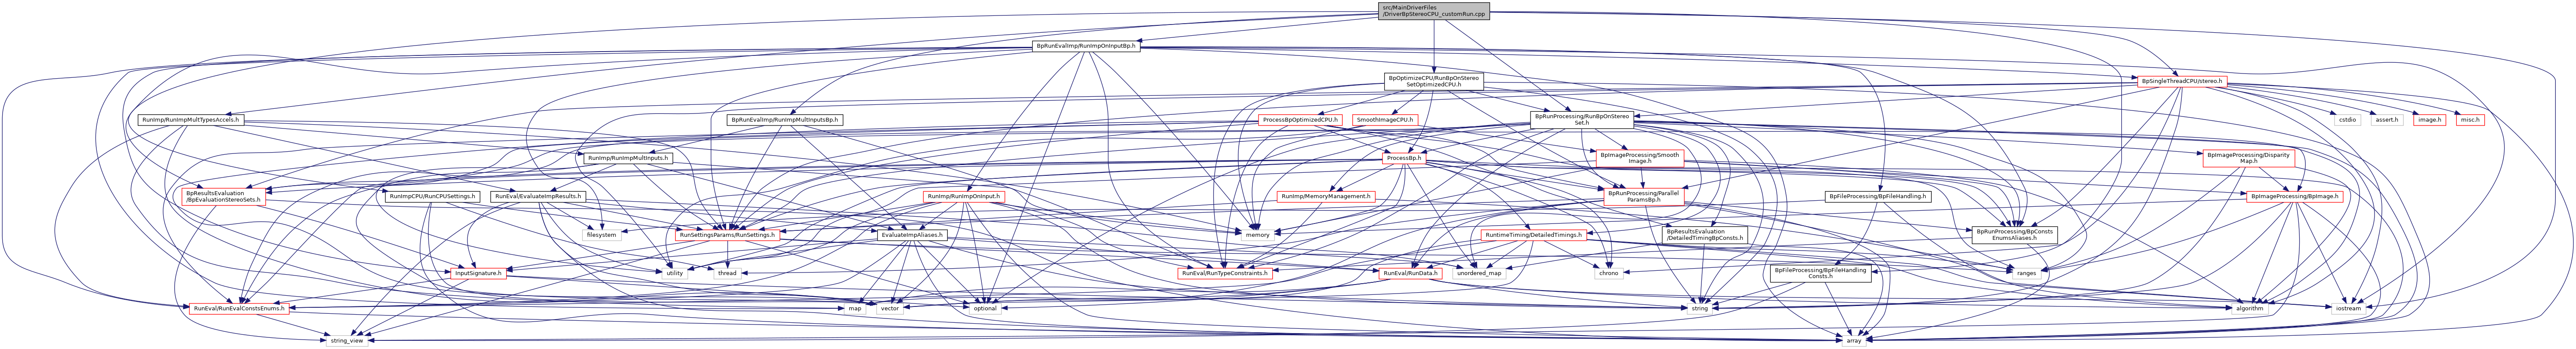 src/MainDriverFiles
/DriverBpStereoCPU_customRun.cpp
BpRunEvalImp/RunImpOnInputBp.h
BpOptimizeCPU/RunBpOnStereo
SetOptimizedCPU.h
BpSingleThreadCPU/stereo.h
RunImp/RunImpMultTypesAccels.h
BpRunEvalImp/RunImpMultInputsBp.h
ProcessBpOptimizedCPU.h
SmoothImageCPU.h
BpRunProcessing/RunBpOnStereo
Set.h
cstdio
assert.h
image.h
misc.h
RunImp/RunImpMultInputs.h
ProcessBp.h
BpImageProcessing/Smooth
Image.h
BpImageProcessing/Disparity
Map.h
BpResultsEvaluation
/BpEvaluationStereoSets.h
RunImpCPU/RunCPUSettings.h
RunEval/EvaluateImpResults.h
RunImp/RunImpOnInput.h
RunImp/MemoryManagement.h
BpRunProcessing/Parallel
ParamsBp.h
BpFileProcessing/BpFileHandling.h
BpImageProcessing/BpImage.h
filesystem
RunSettingsParams/RunSettings.h
EvaluateImpAliases.h
memory
RuntimeTiming/DetailedTimings.h
BpResultsEvaluation
/DetailedTimingBpConsts.h
BpRunProcessing/BpConsts
EnumsAliases.h
InputSignature.h
utility
thread
RunEval/RunTypeConstraints.h
RunEval/RunData.h
unordered_map
chrono
BpFileProcessing/BpFileHandling
Consts.h
ranges
RunEval/RunEvalConstsEnums.h
map
vector
optional
string
algorithm
iostream
string_view
array